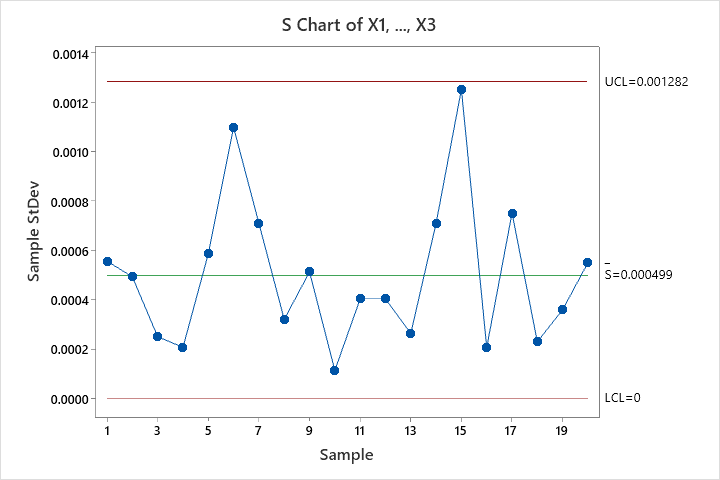 S Chart of X1, ..., X3
0.0014
0.0012
0.0010
0.0008
0.0006
0.0004
0.0002
0.0000
Sample StDev
UCL=0.001282
_
S=0.000499
LCL=0
1 3 5 7 9 11 13 15 17 19
Sample